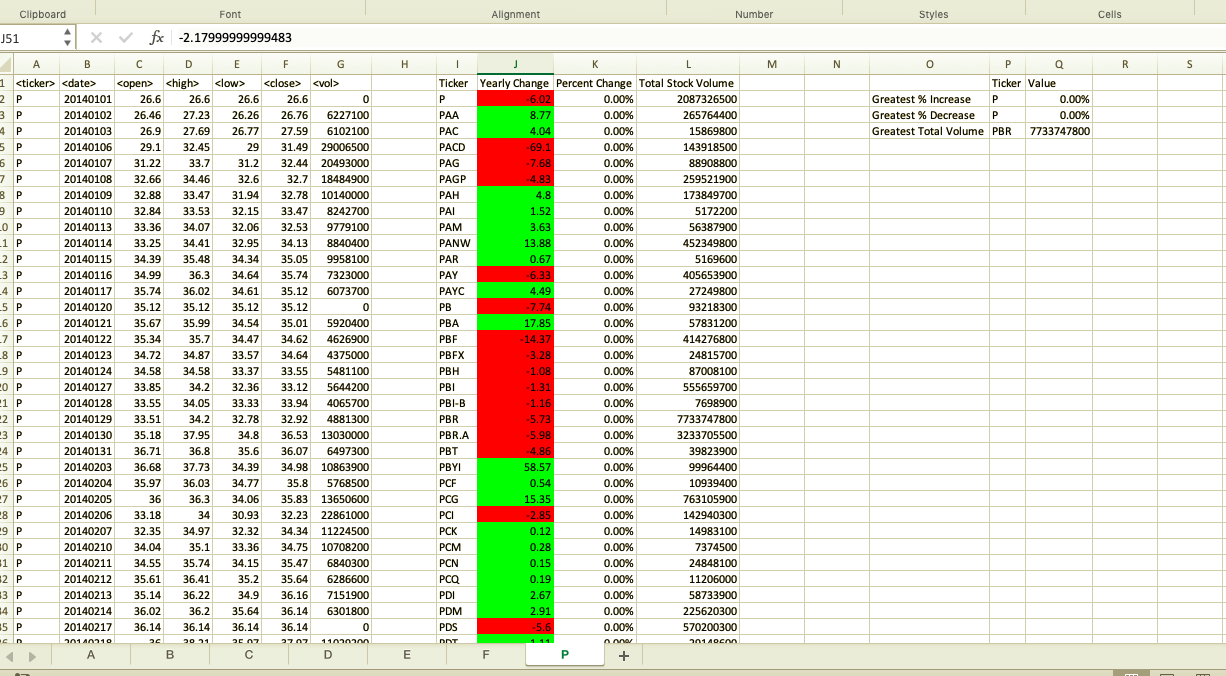 Clipboard Font Alignment Number Styles Cells
J51 fx -2.17999999999483
A B C D E F G H I J K L M N O P Q R S
1 <ticker> <date> <open> <high> <low> <close> <vol> Ticker Yearly Change Percent Change Total Stock Volume Ticker Value
2 P 20140101 26.6 26.6 26.6 26.6 0 P -6.02 0.00% 2087326500 Greatest % Increase P 0.00%
3 P 20140102 26.46 27.23 26.26 26.76 6227100 PAA 8.77 0.00% 265764400 Greatest % Decrease P 0.00%
4 P 20140103 26.9 27.69 26.77 27.59 6102100 PAC 4.04 0.00% 15869800 Greatest Total Volume PBR 7733747800
5 P 20140106 29.1 32.45 29 31.49 29006500 PACD -69.1 0.00% 143918500
6 P 20140107 31.22 33.7 31.2 32.44 20493000 PAG -7.68 0.00% 88908800
7 P 20140108 32.66 34.46 32.6 32.7 18484900 PAGP -4.83 0.00% 259521900
8 P 20140109 32.88 33.47 31.94 32.78 10140000 PAH 4.8 0.00% 173849700
9 P 20140110 32.84 33.53 32.15 33.47 8242700 PAI 1.52 0.00% 5172200
0 P 20140113 33.36 34.07 32.06 32.53 9779100 PAM 3.63 0.00% 56387900
1 P 20140114 33.25 34.41 32.95 34.13 8840400 PANW 13.88 0.00% 452349800
2 P 20140115 34.39 35.48 34.34 35.05 9958100 PAR 0.67 0.00% 5169600
3 P 20140116 34.99 36.3 34.64 35.74 7323000 PAY -6.33 0.00% 405653900
4 P 20140117 35.74 36.02 34.61 35.12 6073700 PAYC 4.49 0.00% 27249800
5 P 20140120 35.12 35.12 35.12 35.12 0 PB -7.74 0.00% 93218300
6 P 20140121 35.67 35.99 34.54 35.01 5920400 PBA 17.85 0.00% 57831200
7 P 20140122 35.34 35.7 34.47 34.62 4626900 PBF -14.37 0.00% 414276800
8 P 20140123 34.72 34.87 33.57 34.64 4375000 PBFX -3.28 0.00% 24815700
9 P 20140124 34.58 34.58 33.37 33.55 5481100 PBH -1.08 0.00% 87008100
20 P 20140127 33.85 34.2 32.36 33.12 5644200 PBI -1.31 0.00% 555659700
21 P 20140128 33.55 34.05 33.33 33.94 4065700 PBI-B -1.16 0.00% 7698900
22 P 20140129 33.51 34.2 32.78 32.92 4881300 PBR -5.73 0.00% 7733747800
23 P 20140130 35.18 37.95 34.8 36.53 13030000 PBR.A -5.98 0.00% 3233705500
24 P 20140131 36.71 36.8 35.6 36.07 6497300 PBT -4.86 0.00% 39823900
25 P 20140203 36.68 37.73 34.39 34.98 10863900 PBYI 58.57 0.00% 99964400
26 P 20140204 35.97 36.03 34.77 35.8 5768500 PCF 0.54 0.00% 10939400
27 P 20140205 36 36.3 34.06 35.83 13650600 PCG 15.35 0.00% 763105900
28 P 20140206 33.18 34 30.93 32.23 22861000 PCI -2.85 0.00% 142940300
29 P 20140207 32.35 34.97 32.32 34.34 11224500 PCK 0.12 0.00% 14983100
30 P 20140210 34.04 35.1 33.36 34.75 10708200 PCM 0.28 0.00% 7374500
31 P 20140211 34.55 35.74 34.15 35.47 6840300 PCN 0.15 0.00% 24848100
32 P 20140212 35.61 36.41 35.2 35.64 6286600 PCQ 0.19 0.00% 11206000
33 P 20140213 35.14 36.22 34.9 36.16 7151900 PDI 2.67 0.00% 58733900
34 P 20140214 36.02 36.2 35.64 36.14 6301800 PDM 2.91 0.00% 225620300
35 P 20140217 36.14 36.14 36.14 36.14 0 PDS -5.6 0.00% 570200300
A B C D E F P +